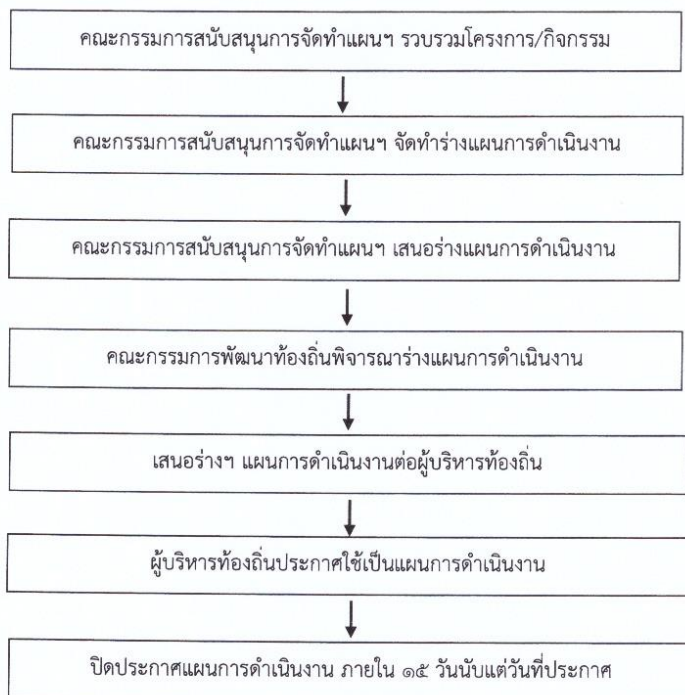 คณะกรรมการสนับสนุนการจัดทำแผนฯ รวบรวมโครงการ/กิจกรรม
คณะกรรมการสนับสนุนการจัดทำแผนฯ จัดทำร่างแผนการดำเนินงาน
คณะกรรมการสนับสนุนการจัดทำแผนฯ เสนอร่างแผนการดำเนินงาน
คณะกรรมการพัฒนาท้องถิ่นพิจารณาร่างแผนการดำเนินงาน
เสนอร่างฯ แผนการดำเนินงานต่อผู้บริหารท้องถิ่น
ผู้บริหารท้องถิ่นประกาศใช้เป็นแผนการดำเนินงาน
ปิดประกาศแผนการดำเนินงาน ภายใน ๑๕ วันนับแต่วันที่ประกาศ